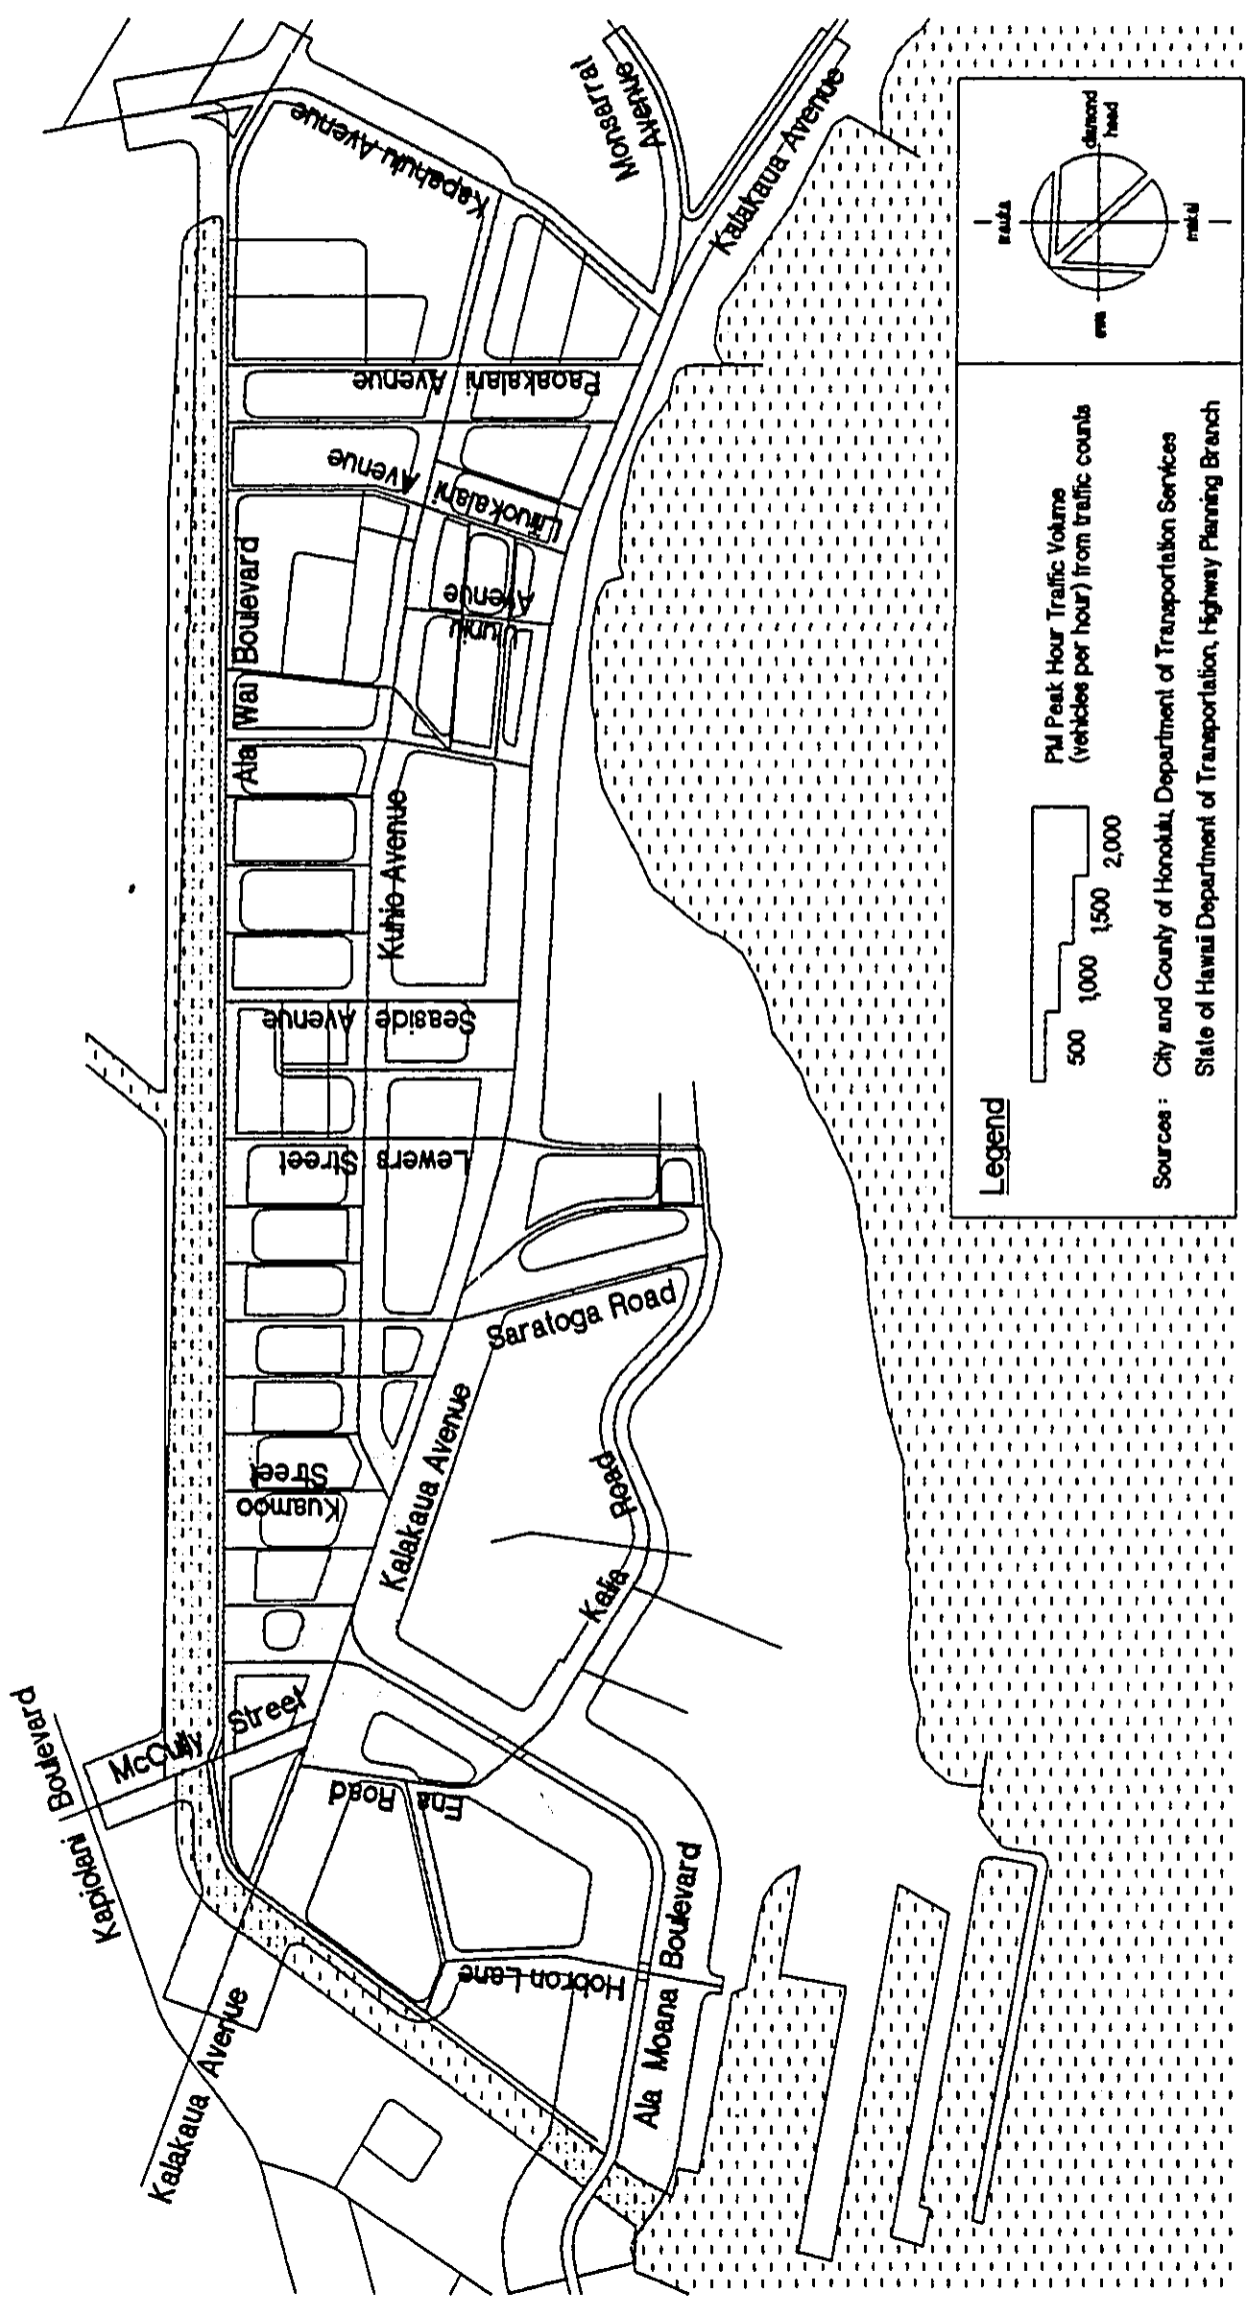 Kapiolani Boulevard
McCully Street
Kalakaua Avenue
Kuamoo
Street
Ena
Road
Hobron Lane
Ala Moana Boulevard
Kalia
Road
Kalakaua Avenue
Saratoga Road
Lewers Street
Seaside Avenue
Kuhio Avenue
Ala Wai Boulevard
Uluniu
Avenue
Liliuokalani
Avenue
Paoakalani Avenue
Kapahulu Avenue
Monsarrat
Avenue
Kalakaua Avenue
Legend
500
1,000
1,500
2,000
PM Peak Hour Traffic Volume
(vehicles per hour) from traffic counts
Sources : City and County of Honolulu, Department of Transportation Services
State of Hawaii Department of Transportation, Highway Planning Branch
mauka
ewa
diamond
head
makai